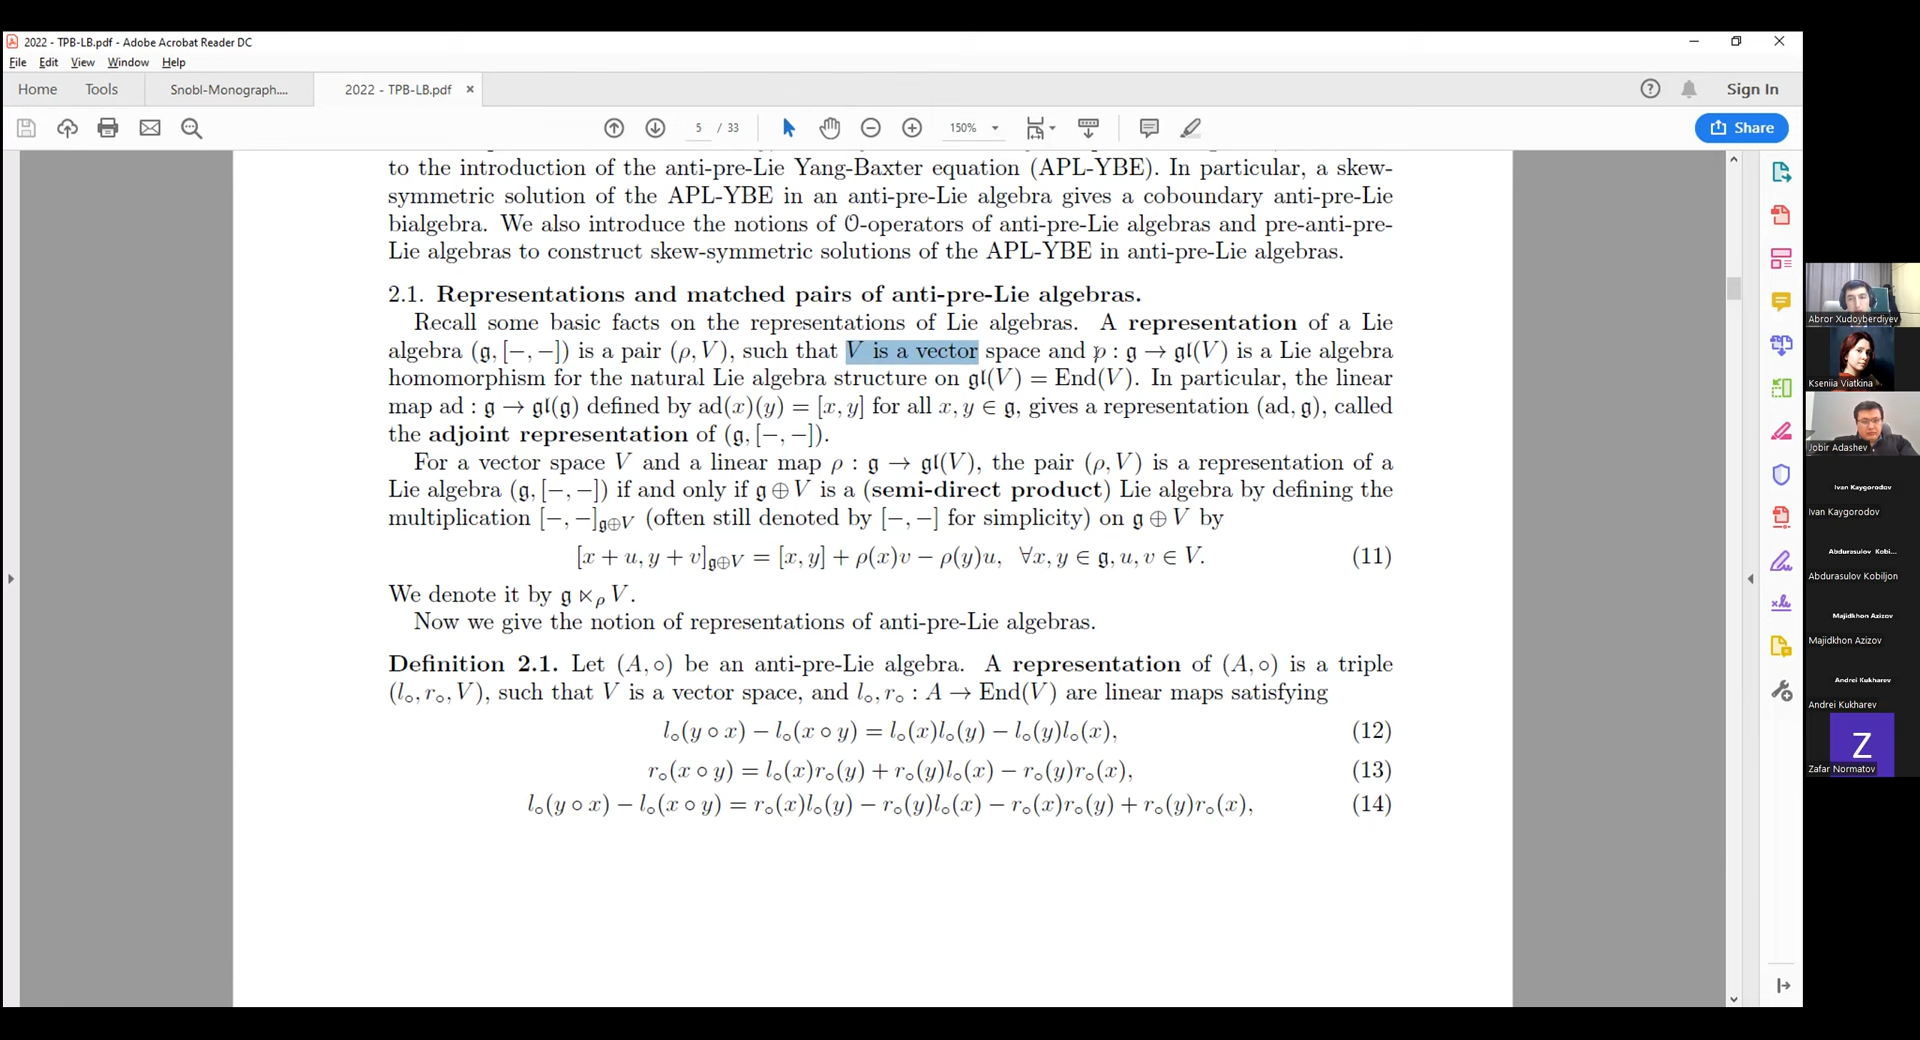 2022 - TPB-LB.pdf - Adobe Acrobat Reader DC
File Edit View Window Help
Home Tools Snobl-Monograph.... 2022 - TPB-LB.pdf × Sign In
5 / 33 150% Share
to the introduction of the anti-pre-Lie Yang-Baxter equation (APL-YBE). In particular, a skew-
symmetric solution of the APL-YBE in an anti-pre-Lie algebra gives a coboundary anti-pre-Lie
bialgebra. We also introduce the notions of 𝒪-operators of anti-pre-Lie algebras and pre-anti-pre-
Lie algebras to construct skew-symmetric solutions of the APL-YBE in anti-pre-Lie algebras.
2.1. Representations and matched pairs of anti-pre-Lie algebras.
Recall some basic facts on the representations of Lie algebras. A representation of a Lie
algebra (𝔤, [−, −]) is a pair (ρ, V), such that V is a vector space and ρ : 𝔤 → 𝔤𝔩(V) is a Lie algebra
homomorphism for the natural Lie algebra structure on 𝔤𝔩(V) = End(V). In particular, the linear
map ad : 𝔤 → 𝔤𝔩(𝔤) defined by ad(x)(y) = [x, y] for all x, y ∈ 𝔤, gives a representation (ad, 𝔤), called
the adjoint representation of (𝔤, [−, −]).
For a vector space V and a linear map ρ : 𝔤 → 𝔤𝔩(V), the pair (ρ, V) is a representation of a
Lie algebra (𝔤, [−, −]) if and only if 𝔤 ⊕ V is a (semi-direct product) Lie algebra by defining the
multiplication [−, −]𝔤⊕V (often still denoted by [−, −] for simplicity) on 𝔤 ⊕ V by
[x + u, y + v]𝔤⊕V = [x, y] + ρ(x)v − ρ(y)u, ∀x, y ∈ 𝔤, u, v ∈ V. (11)
We denote it by 𝔤 ⋉ρ V.
Now we give the notion of representations of anti-pre-Lie algebras.
Definition 2.1. Let (A, ∘) be an anti-pre-Lie algebra. A representation of (A, ∘) is a triple
(l∘, r∘, V), such that V is a vector space, and l∘, r∘ : A → End(V) are linear maps satisfying
l∘(y ∘ x) − l∘(x ∘ y) = l∘(x)l∘(y) − l∘(y)l∘(x), (12)
r∘(x ∘ y) = l∘(x)r∘(y) + r∘(y)l∘(x) − r∘(y)r∘(x), (13)
l∘(y ∘ x) − l∘(x ∘ y) = r∘(x)l∘(y) − r∘(y)l∘(x) − r∘(x)r∘(y) + r∘(y)r∘(x), (14)
Abror Xudoyberdiyev
Kseniia Viatkina
Jobir Adashev
Ivan Kaygorodov
Ivan Kaygorodov
Abdurasulov Kobi...
Abdurasulov Kobiljon
Majidkhon Azizov
Majidkhon Azizov
Andrei Kukharev
Andrei Kukharev
Z
Zafar Normatov